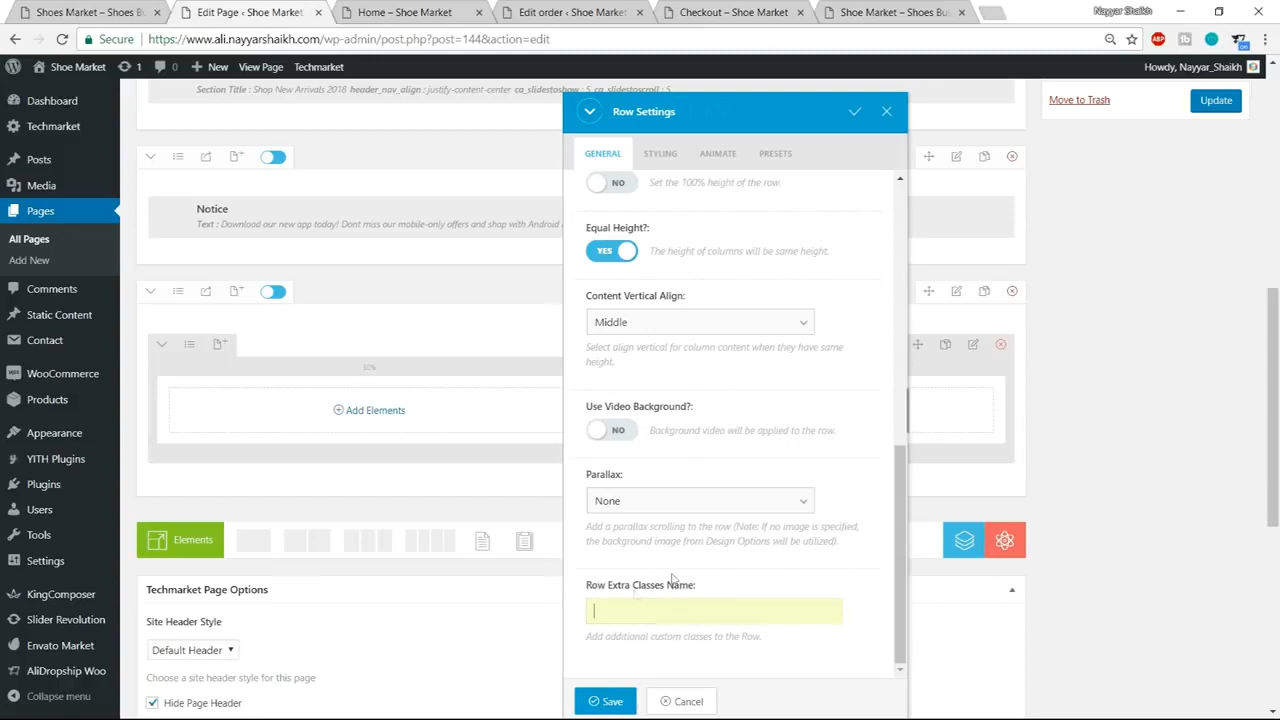 Shoes Market – Shoes B
Edit Page ‹ Shoe Market
Home – Shoe Market
Edit order ‹ Shoe Market
Checkout – Shoe Market
Shoe Market – Shoes Bus
Nayyar Shaikh
Secure
https://www.ali.nayyarshaikh.com/wp-admin/post.php?post=144&action=edit
ABP
on
Shoe Market
1
0
New
View Page
Techmarket
Howdy, Nayyar_Shaikh
Dashboard
Techmarket
Posts
Media
Pages
All Pages
Add New
Comments
Static Content
Contact
WooCommerce
Products
Appearance
YITH Plugins
Plugins
Users
Tools
Settings
KingComposer
Slider Revolution
Envato Market
AliDropship Woo
Collapse menu
Section Title : Shop New Arrivals 2018 header_nav_align : justify-content-center ca_slidestoshow : 5 ca_slidestoscroll : 5
Notice
Text : Download our new app today! Dont miss our mobile-only offers and shop with Android
50%
Add Elements
Elements
Techmarket Page Options
Site Header Style
Default Header
Choose a site header style for this page
Hide Page Header
Row Settings
GENERAL
STYLING
ANIMATE
PRESETS
NO
Set the 100% height of the row.
Equal Height?:
YES
The height of columns will be same height.
Content Vertical Align:
Middle
Select align vertical for column content when they have same
height.
Use Video Background?:
NO
Background video will be applied to the row.
Parallax:
None
Add a parallax scrolling to the row (Note: If no image is specified,
the background image from Design Options will be utilized).
Row Extra Classes Name:
Add additional custom classes to the Row.
Save
Cancel
Move to Trash
Update